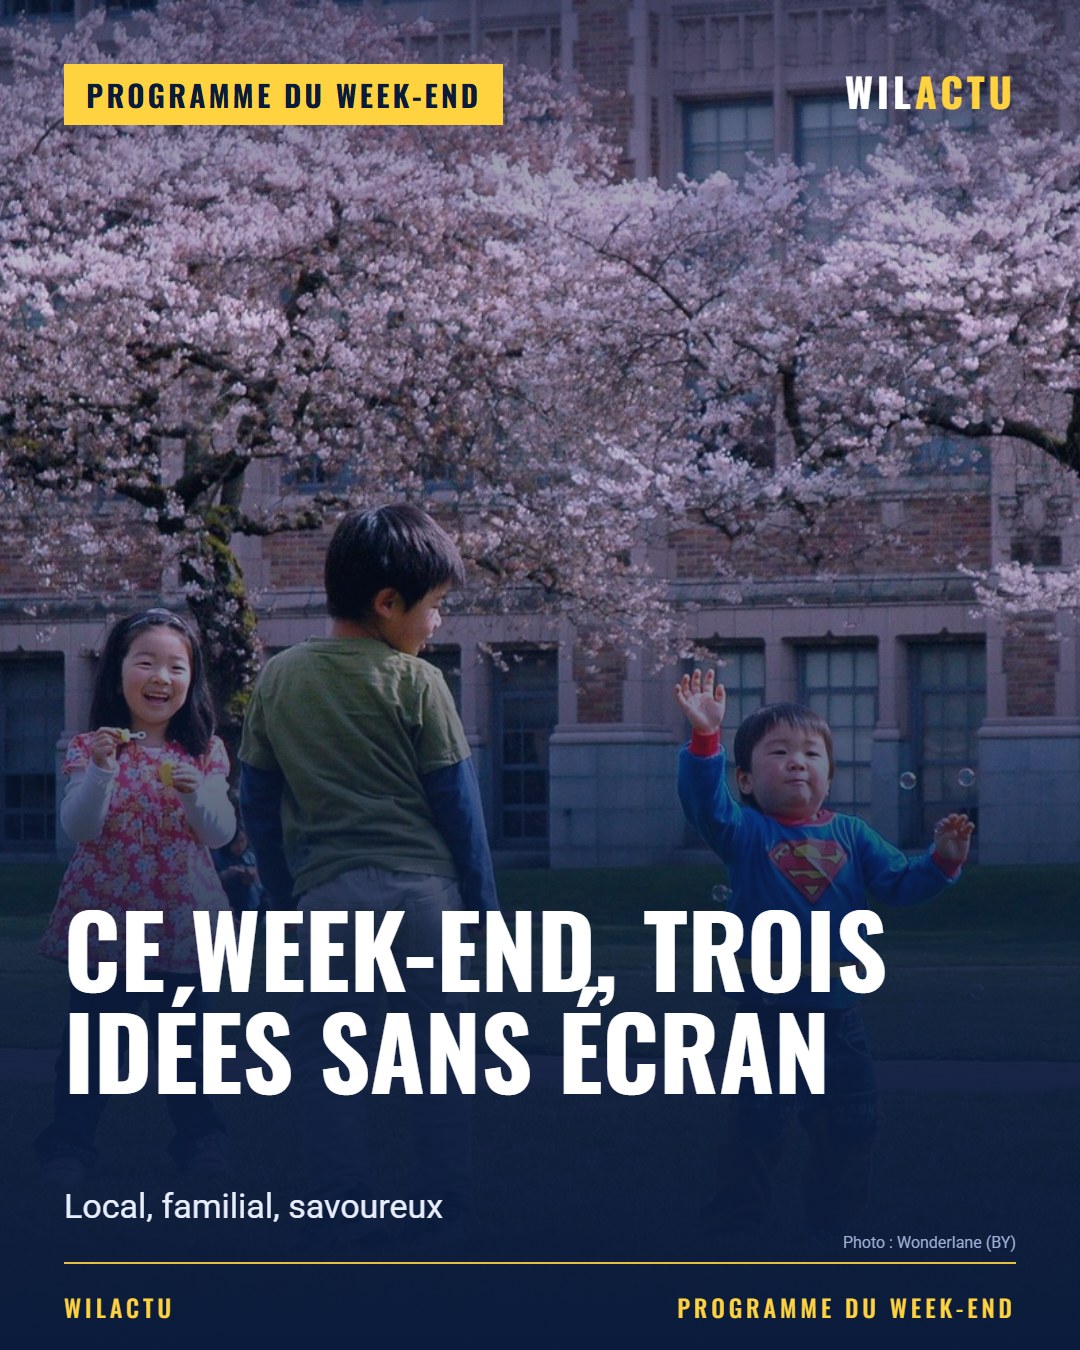 PROGRAMME DU WEEK-END
WILACTU
CE WEEK-END, TROIS
IDÉES SANS ÉCRAN
Local, familial, savoureux
Photo : Wonderlane (BY)
WILACTU
PROGRAMME DU WEEK-END